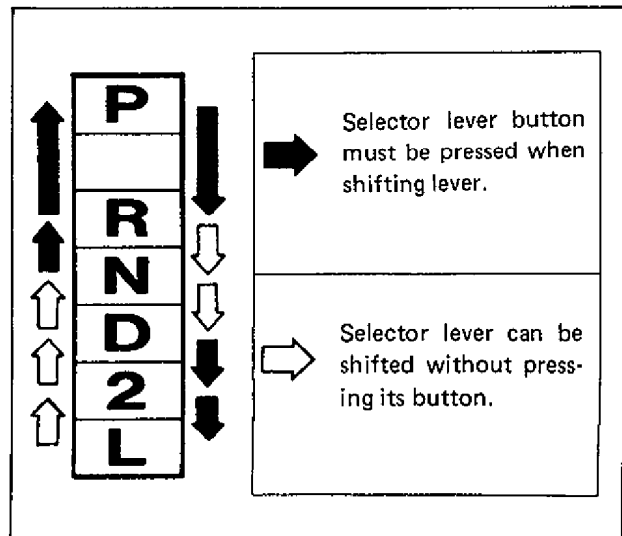 P
R
N
D
2
L
Selector lever button
must be pressed when
shifting lever.
Selector lever can be
shifted without press-
ing its button.